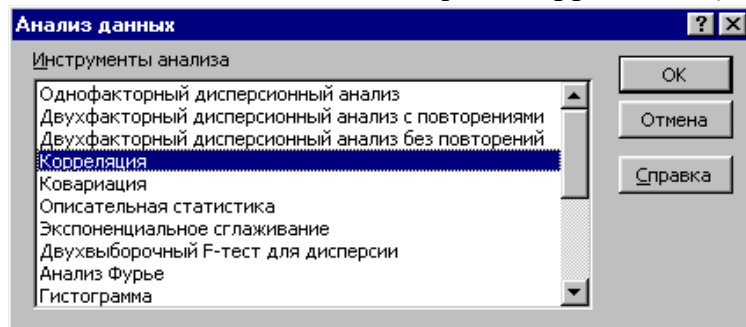 Анализ данных
Инструменты анализа
Однофакторный дисперсионный анализ
Двухфакторный дисперсионный анализ с повторениями
Двухфакторный дисперсионный анализ без повторений
Корреляция
Ковариация
Описательная статистика
Экспоненциальное сглаживание
Двухвыборочный F-тест для дисперсии
Анализ Фурье
Гистограмма
OK
Отмена
Справка